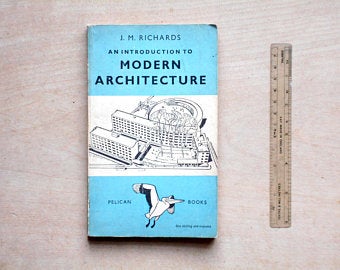 J. M. RICHARDS
AN INTRODUCTION TO
MODERN
ARCHITECTURE
PELICAN BOOKS